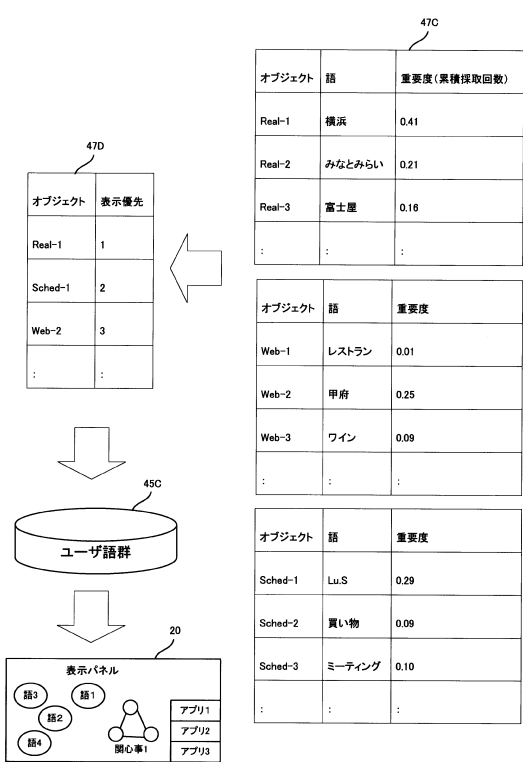 47C
オブジェクト 語 重要度(累積採取回数)
Real-1 横浜 0.41
Real-2 みなとみらい 0.21
Real-3 富士屋 0.16
: : :
47D
オブジェクト 表示優先
Real-1 1
Sched-1 2
Web-2 3
: :
オブジェクト 語 重要度
Web-1 レストラン 0.01
Web-2 甲府 0.25
Web-3 ワイン 0.09
: : :
オブジェクト 語 重要度
Sched-1 Lu.S 0.29
Sched-2 買い物 0.09
Sched-3 ミーティング 0.10
: : :
45C
ユーザ語群
20
表示パネル
語3 語1
語2
語4
関心事1
アプリ1
アプリ2
アプリ3